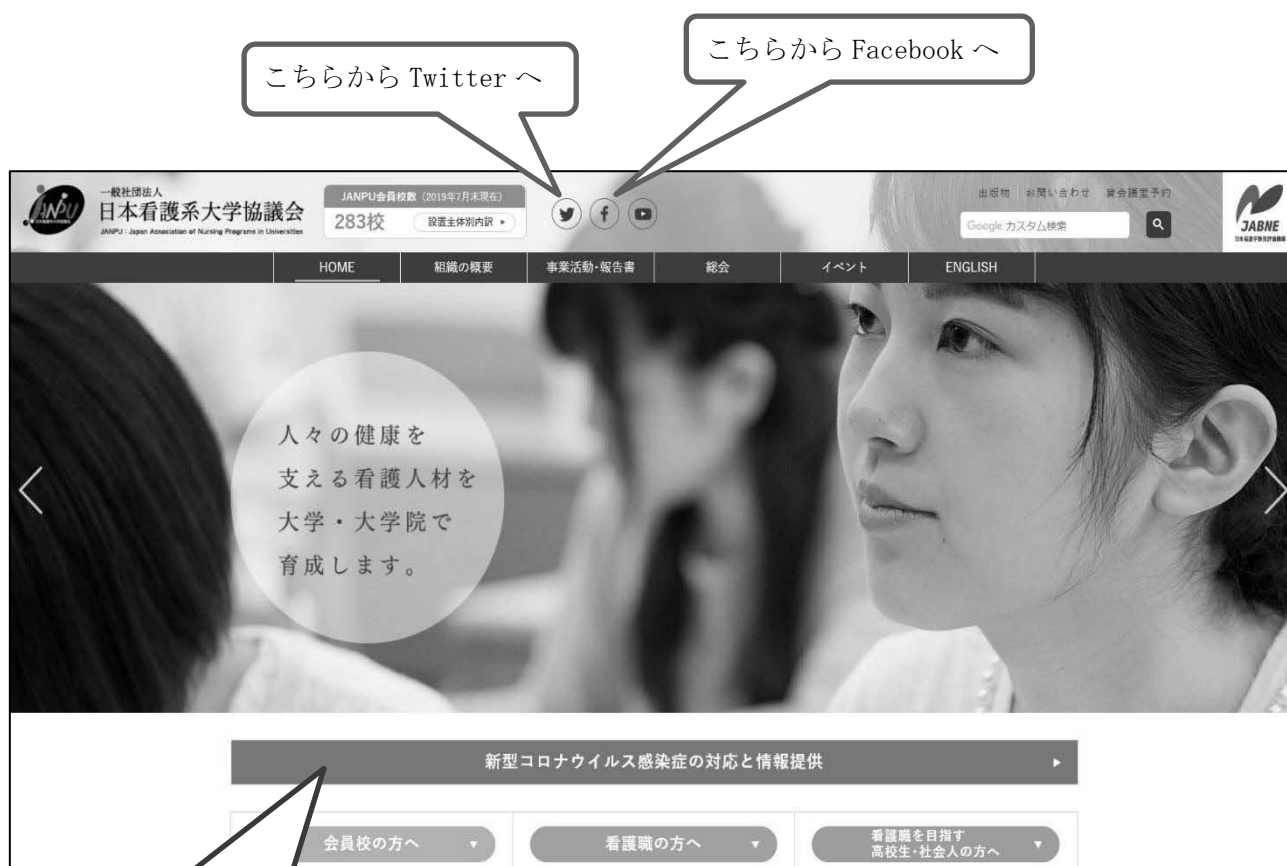 こちらから Twitter へ
こちらから Facebook へ
JANPU
一般社団法人
日本看護系大学協議会
JANPU : Japan Association of Nursing Programs in Universities
JANPU会員校数 (2019年7月末現在)
283校
設置主体別内訳
出版物 お問い合わせ 貸会議室予約
Google カスタム検索
JABNE
HOME 組織の概要 事業活動・報告書 総会 イベント ENGLISH
人々の健康を
支える看護人材を
大学・大学院で
育成します。
新型コロナウイルス感染症の対応と情報提供
会員校の方へ
看護職の方へ
看護職を目指す
高校生・社会人の方へ